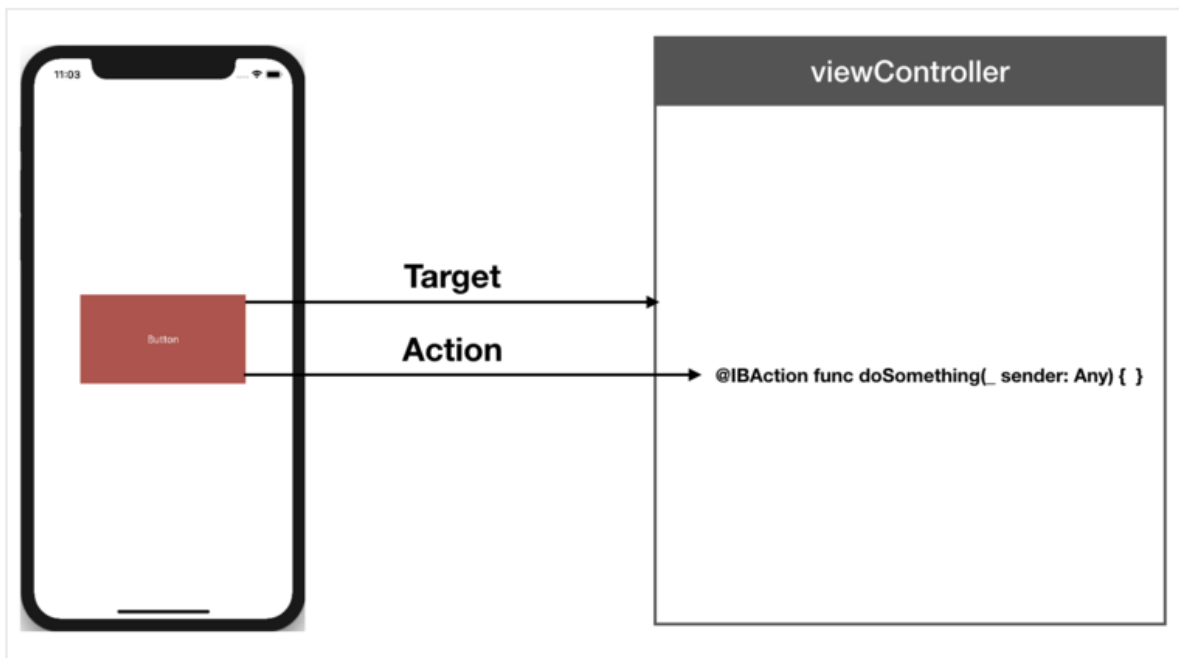 11:03
viewController
Target
Button
Action
@IBAction func doSomething(_ sender: Any) { }